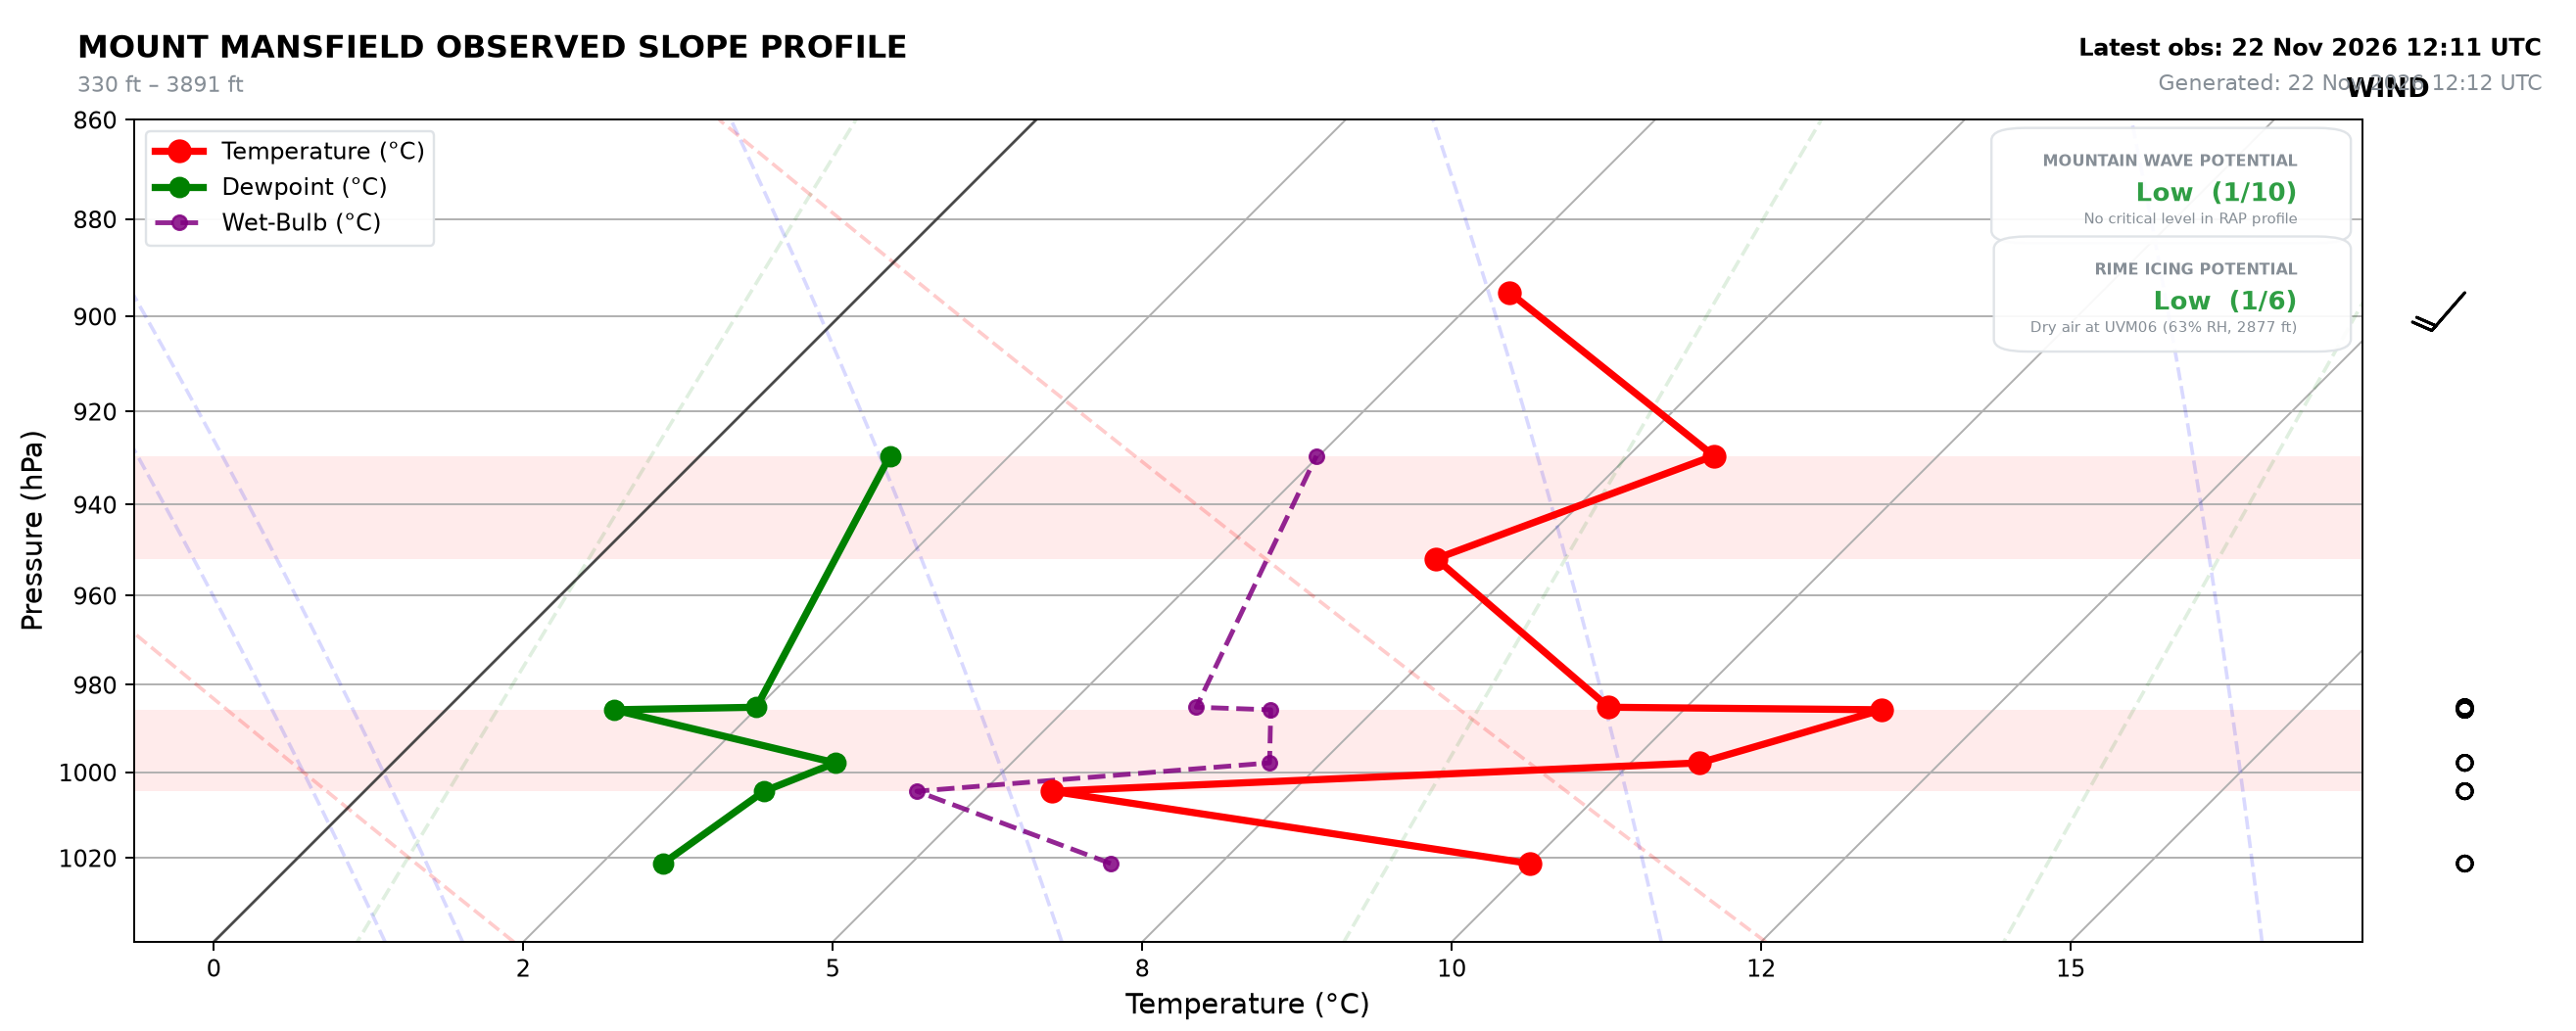 MOUNT MANSFIELD OBSERVED SLOPE PROFILE
330 ft – 3891 ft
Latest obs: 22 Nov 2026 12:11 UTC
Generated: 22 Nov 2026 12:12 UTC
WIND
Temperature (°C)
Dewpoint (°C)
Wet-Bulb (°C)
MOUNTAIN WAVE POTENTIAL
Low (1/10)
No critical level in RAP profile
RIME ICING POTENTIAL
Low (1/6)
Dry air at UVM06 (63% RH, 2877 ft)
Pressure (hPa)
860
880
900
920
940
960
980
1000
1020
0 2 5 8 10 12 15
Temperature (°C)